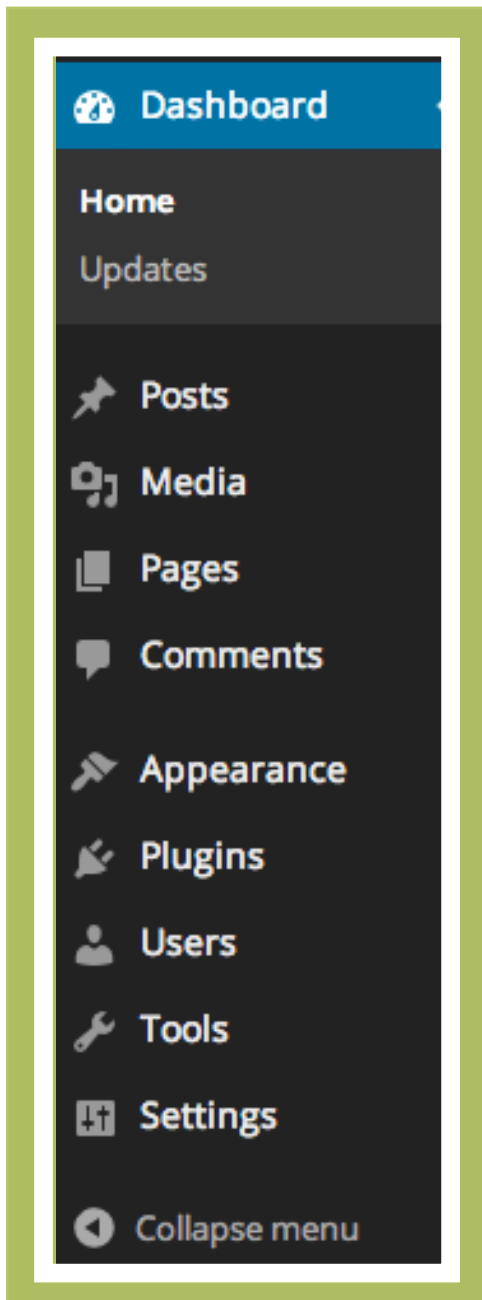 Dashboard
Home
Updates
Posts
Media
Pages
Comments
Appearance
Plugins
Users
Tools
Settings
Collapse menu